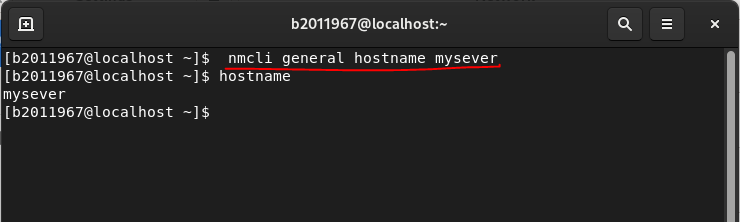 b2011967@localhost:~
[b2011967@localhost ~]$  nmcli general hostname mysever
[b2011967@localhost ~]$ hostname
mysever
[b2011967@localhost ~]$